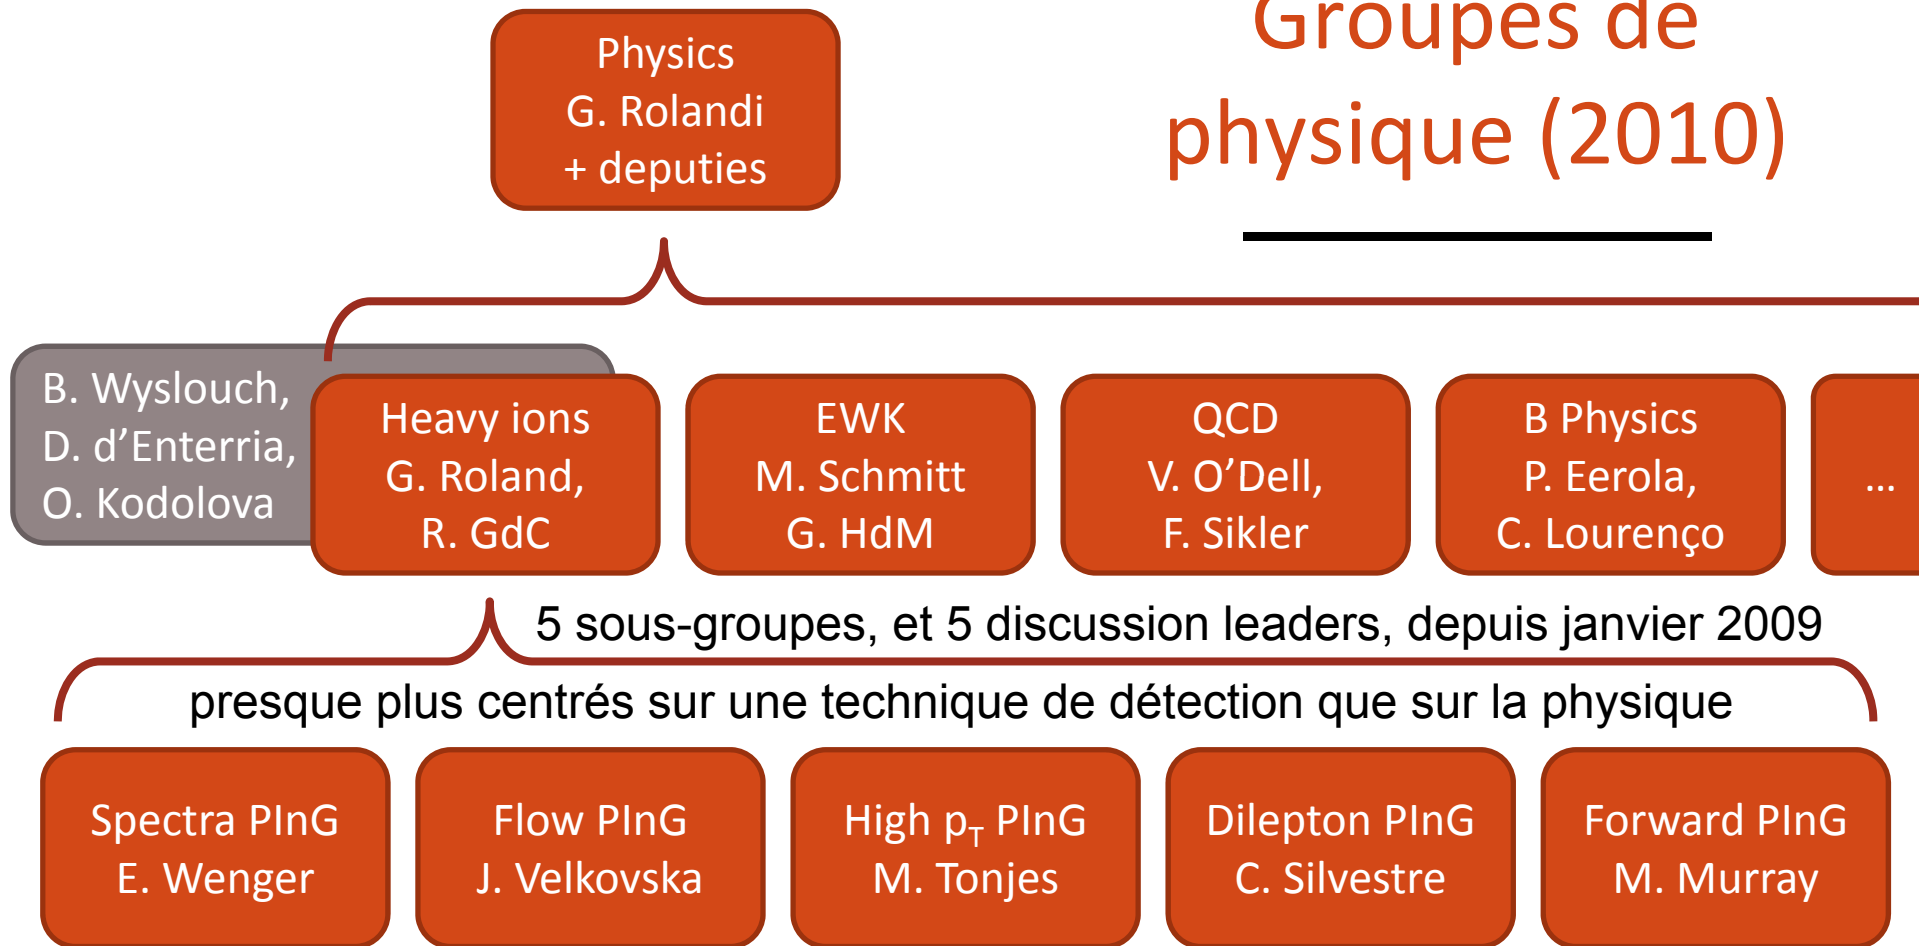 Groupes de
physique (2010)
Physics
G. Rolandi
+ deputies
B. Wyslouch,
D. d’Enterria,
O. Kodolova
Heavy ions
G. Roland,
R. GdC
EWK
M. Schmitt
G. HdM
QCD
V. O’Dell,
F. Sikler
B Physics
P. Eerola,
C. Lourenço
...
5 sous-groupes, et 5 discussion leaders, depuis janvier 2009
presque plus centrés sur une technique de détection que sur la physique
Spectra PInG
E. Wenger
Flow PInG
J. Velkovska
High pT PInG
M. Tonjes
Dilepton PInG
C. Silvestre
Forward PInG
M. Murray